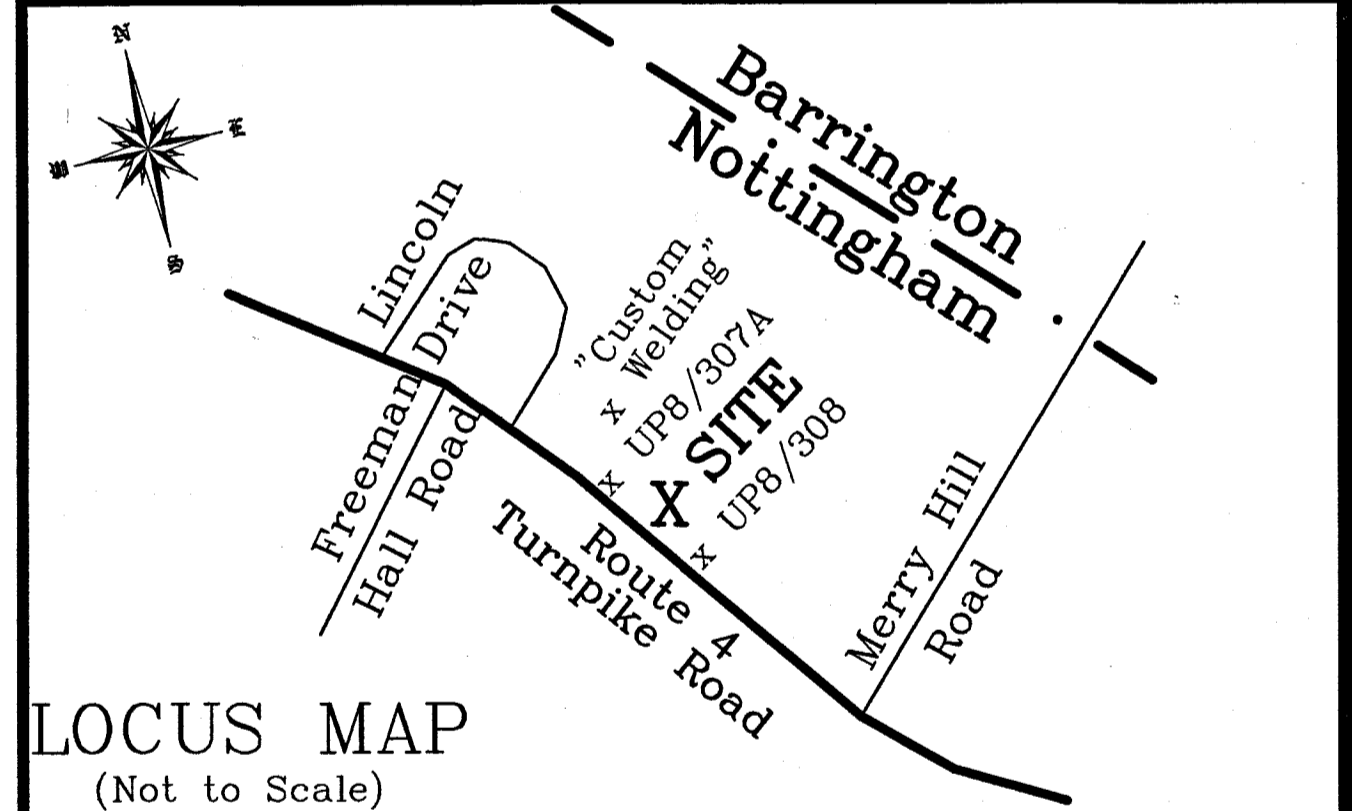 N
E
W
S
Barrington
Nottingham
Lincoln
Drive
"Custom
x Welding"
x UP8/307A
X SITE
x UP8/308
Freeman
Hall Road
Route 4
Turnpike Road
Merry Hill
Road
LOCUS MAP
(Not to Scale)